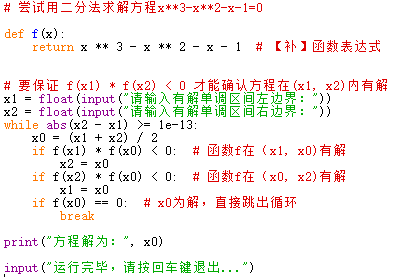 # 尝试用二分法求解方程x**3-x**2-x-1=0
def f(x):
    return x ** 3 - x ** 2 - x - 1  # 【补】函数表达式
# 要保证 f(x1) * f(x2) < 0 才能确认方程在(x1, x2)内有解
x1 = float(input("请输入有解单调区间左边界："))
x2 = float(input("请输入有解单调区间右边界："))
while abs(x2 - x1) >= 1e-13:
    x0 = (x1 + x2) / 2
    if f(x1) * f(x0) < 0:  # 函数f在（x1, x0)有解
        x2 = x0
    if f(x2) * f(x0) < 0:  # 函数f在（x0, x2)有解
        x1 = x0
    if f(x0) == 0:  # x0为解，直接跳出循环
        break
print("方程解为：", x0)
input("运行完毕，请按回车键退出...")